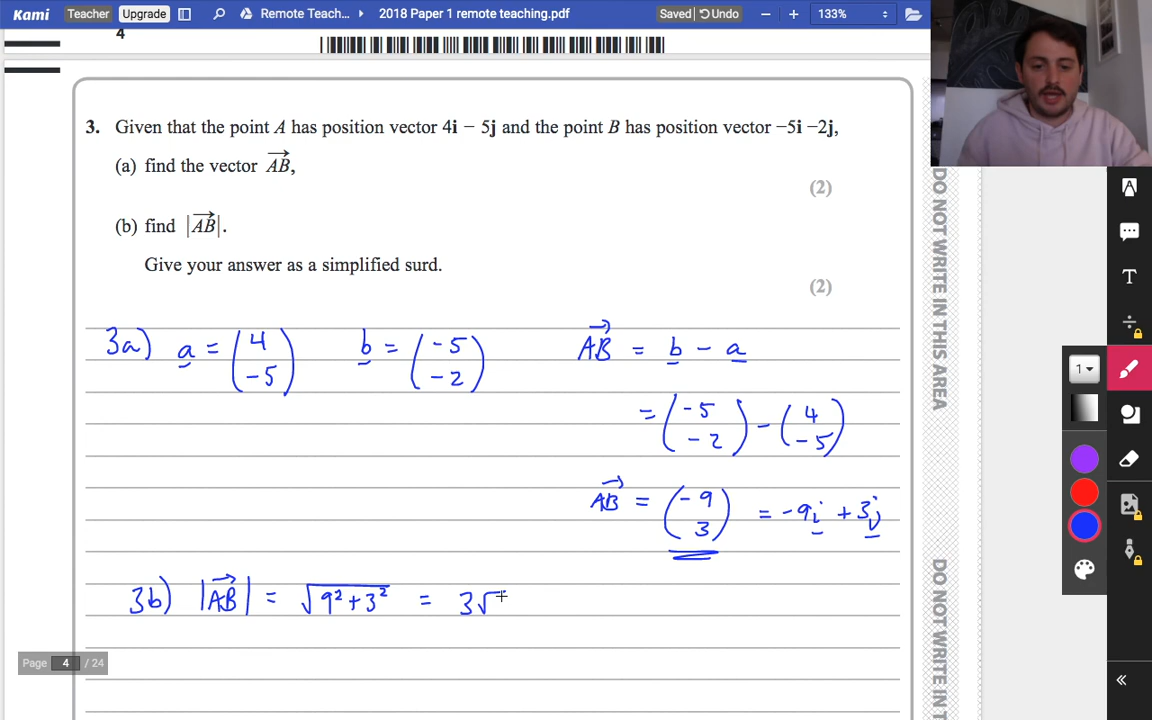 Kami Teacher Upgrade Remote Teach... 2018 Paper 1 remote teaching.pdf Saved Undo − + 133%
4
3. Given that the point A has position vector 4i − 5j and the point B has position vector −5i −2j,
(a) find the vector AB⃗,
(2)
(b) find |AB⃗|.
Give your answer as a simplified surd.
(2)
3a) a = (4 −5) b = (−5 −2) AB⃗ = b − a
= (−5 −2) − (4 −5)
AB⃗ = (−9 3) = −9i + 3j
3b) |AB⃗| = √9² + 3² = 3√
Page 4 / 24
DO NOT WRITE IN THIS AREA
DO NOT WRITE IN T
T
1